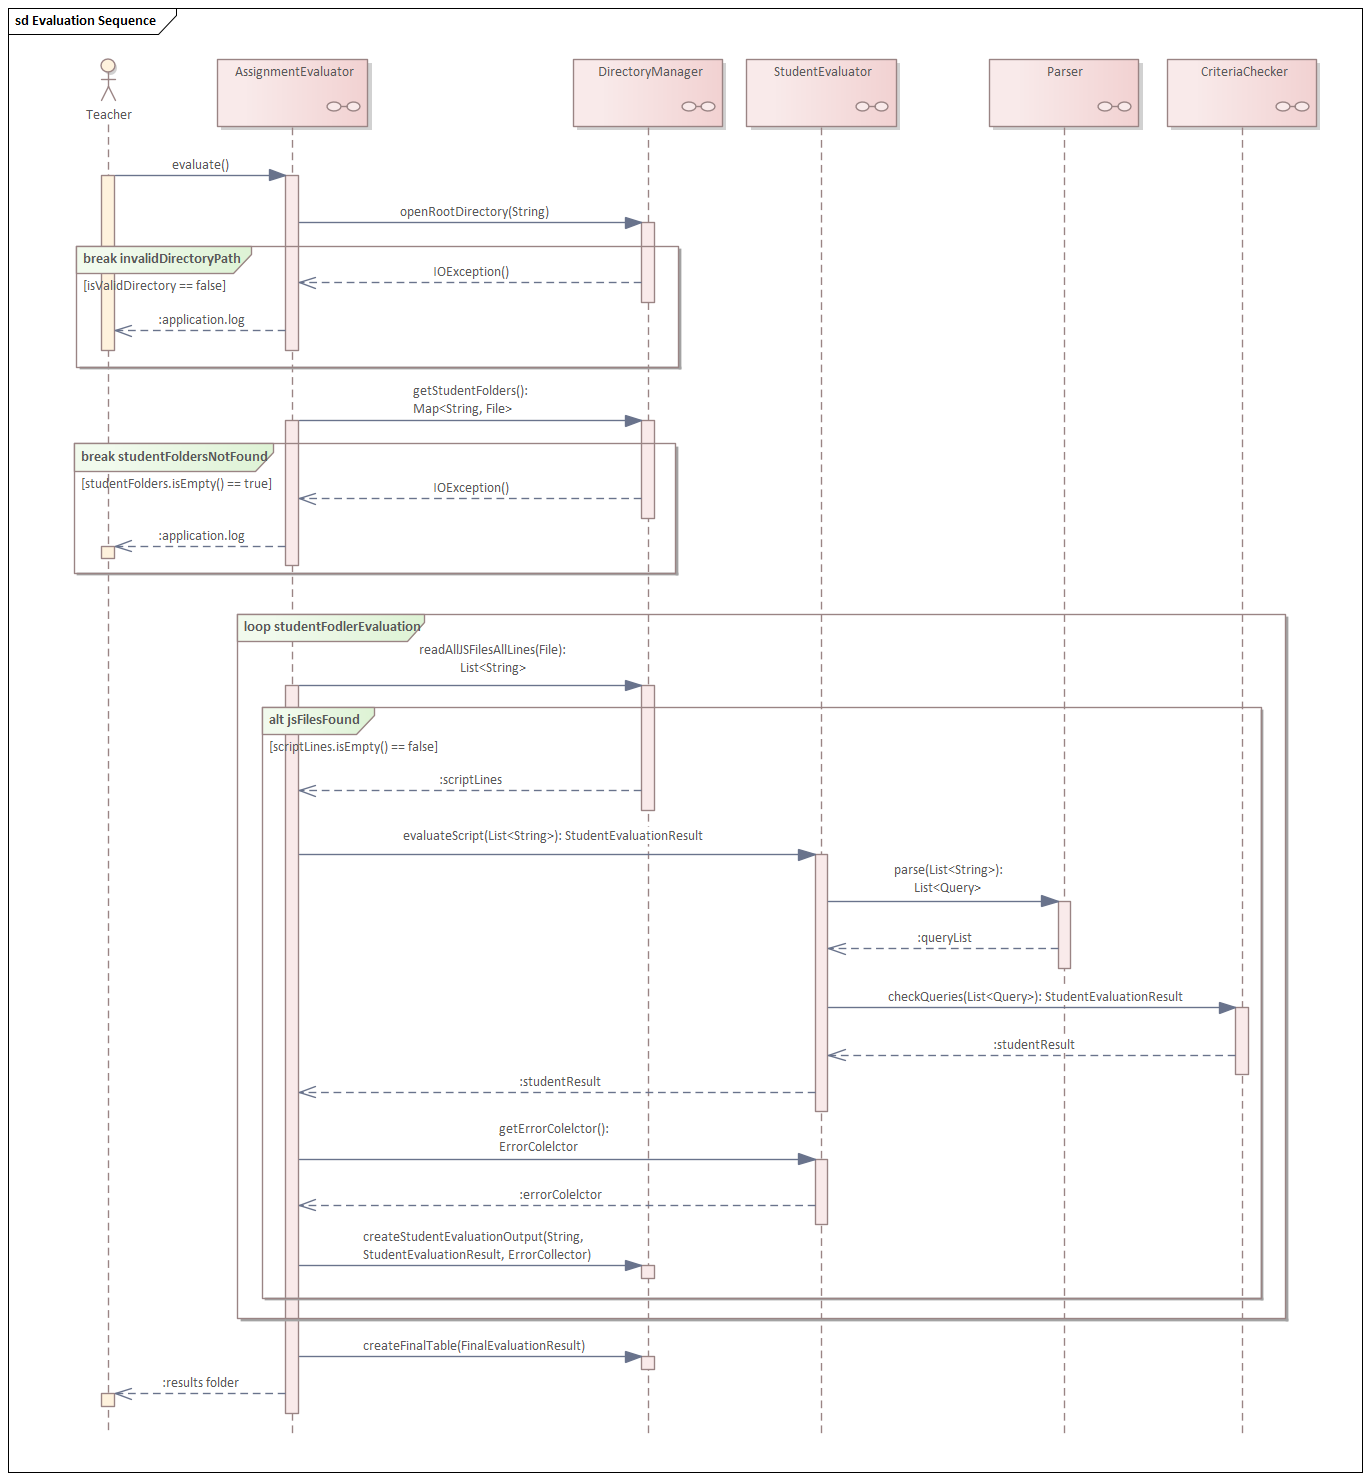 sd Evaluation Sequence
Teacher
AssignmentEvaluator
DirectoryManager
StudentEvaluator
Parser
CriteriaChecker
evaluate()
openRootDirectory(String)
break invalidDirectoryPath
[isValidDirectory == false]
IOException()
:application.log
getStudentFolders():
Map<String, File>
break studentFoldersNotFound
[studentFolders.isEmpty() == true]
IOException()
:application.log
loop studentFodlerEvaluation
readAllJSFilesAllLines(File):
List<String>
alt jsFilesFound
[scriptLines.isEmpty() == false]
:scriptLines
evaluateScript(List<String>): StudentEvaluationResult
parse(List<String>):
List<Query>
:queryList
checkQueries(List<Query>): StudentEvaluationResult
:studentResult
:studentResult
getErrorColelctor():
ErrorColelctor
:errorColelctor
createStudentEvaluationOutput(String,
StudentEvaluationResult, ErrorCollector)
createFinalTable(FinalEvaluationResult)
:results folder